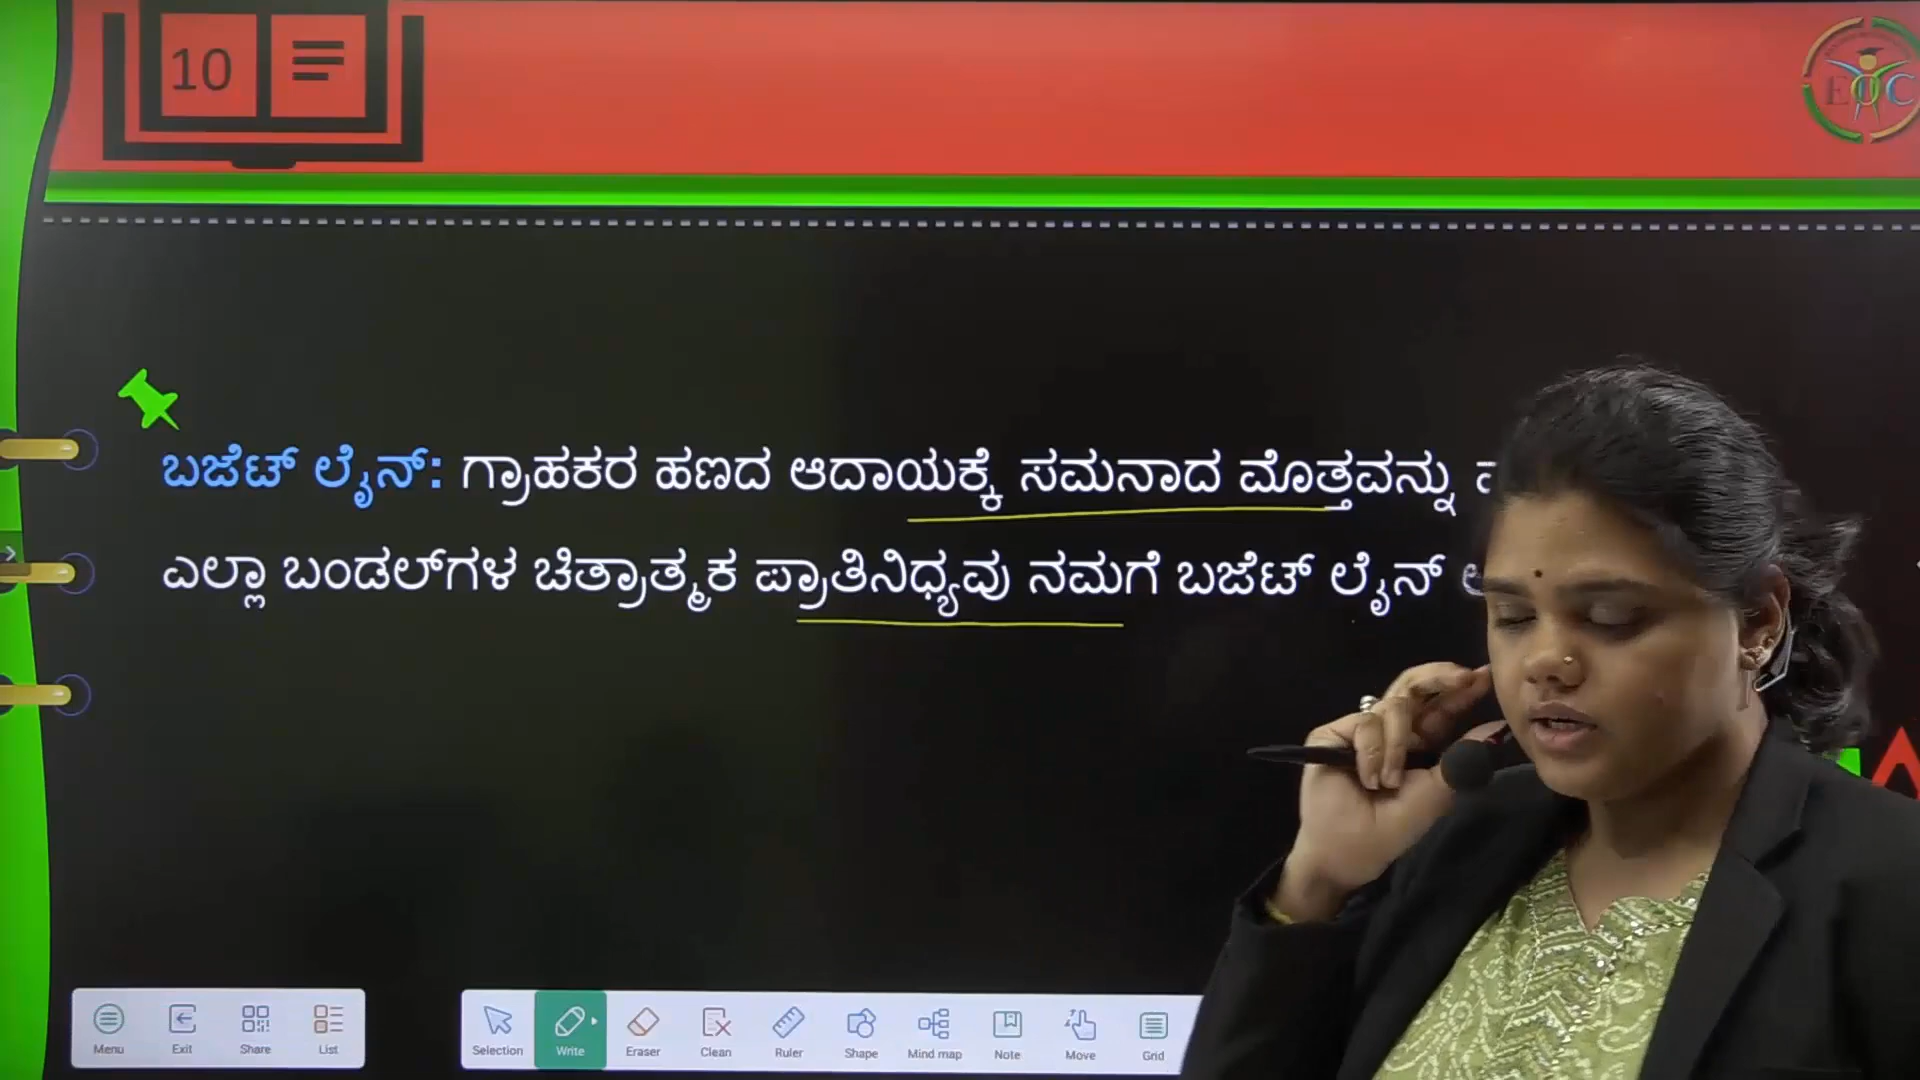 10
EOC
ಬಜೆಟ್ ಲೈನ್: ಗ್ರಾಹಕರ ಹಣದ ಆದಾಯಕ್ಕೆ ಸಮನಾದ ಮೊತ್ತವನ್ನು
ಎಲ್ಲಾ ಬಂಡಲ್‌ಗಳ ಚಿತ್ರಾತ್ಮಕ ಪ್ರಾತಿನಿಧ್ಯವು ನಮಗೆ ಬಜೆಟ್ ಲೈನ್
Menu Exit Share List Selection Write Eraser Clean Ruler Shape Mind map Note Move Grid